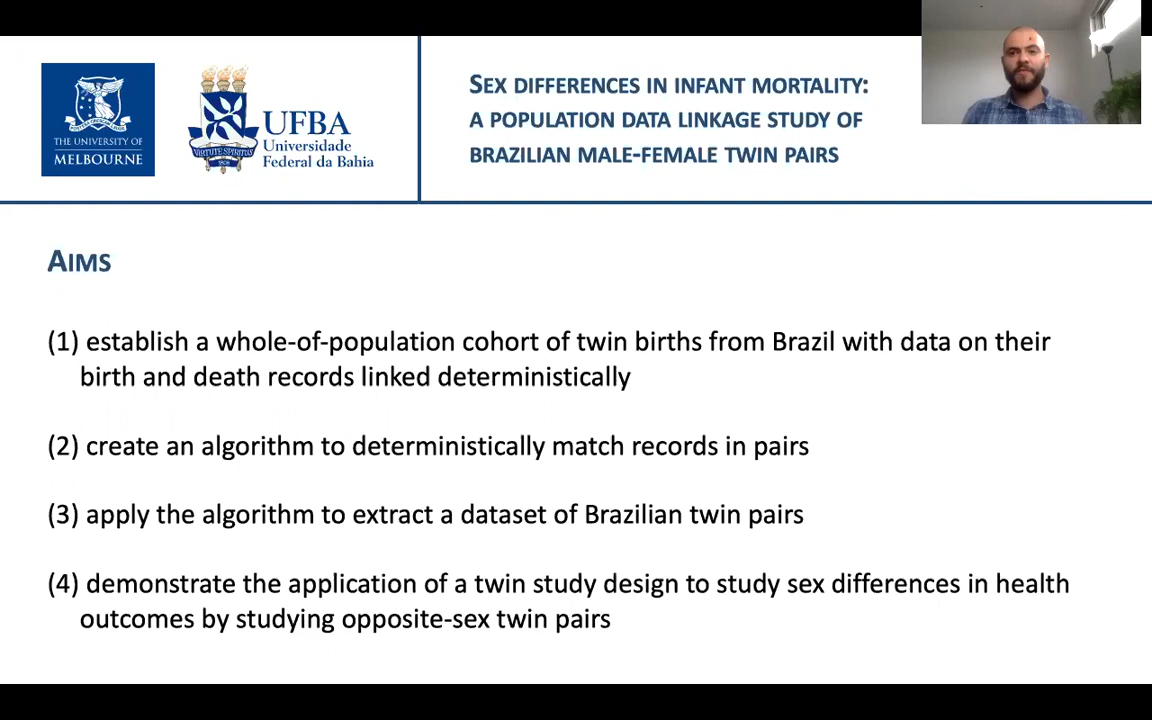 THE UNIVERSITY OF
MELBOURNE
VIRTUTE SPIRITUS
UFBA
Universidade
Federal da Bahia
SEX DIFFERENCES IN INFANT MORTALITY:
A POPULATION DATA LINKAGE STUDY OF
BRAZILIAN MALE-FEMALE TWIN PAIRS
AIMS
(1) establish a whole-of-population cohort of twin births from Brazil with data on their
birth and death records linked deterministically
(2) create an algorithm to deterministically match records in pairs
(3) apply the algorithm to extract a dataset of Brazilian twin pairs
(4) demonstrate the application of a twin study design to study sex differences in health
outcomes by studying opposite-sex twin pairs